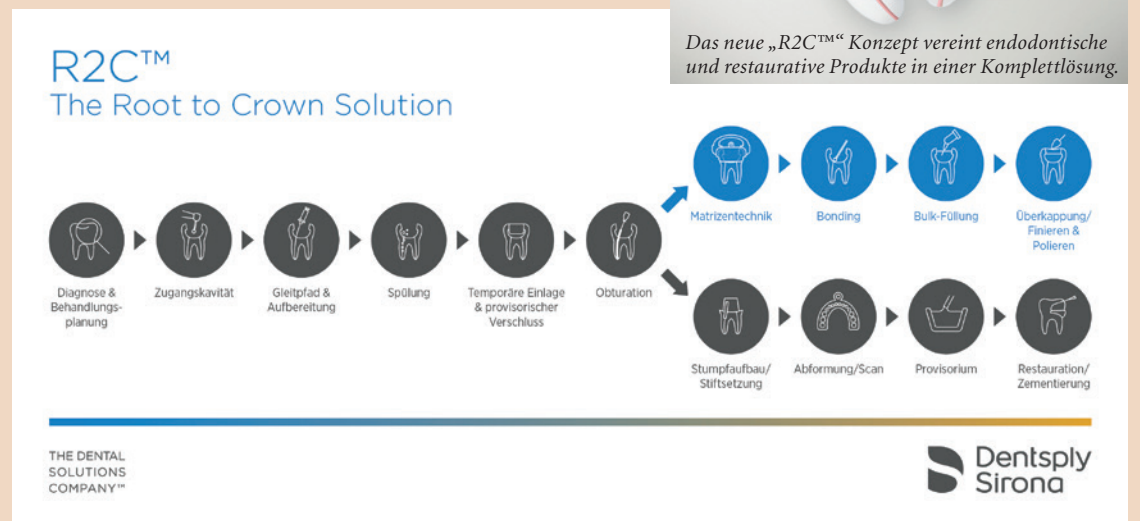 Das neue „R2C™“ Konzept vereint endodontische
und restaurative Produkte in einer Komplettlösung.
R2C™
The Root to Crown Solution
Diagnose &
Behandlungs-
planung
Zugangskavität
Gleitpfad &
Aufbereitung
Spülung
Temporäre Einlage
& provisorischer
Verschluss
Obturation
Matrizentechnik
Bonding
Bulk-Füllung
Überkappung/
Finieren &
Polieren
Stumpfaufbau/
Stiftsetzung
Abformung/Scan
Provisorium
Restauration/
Zementierung
THE DENTAL
SOLUTIONS
COMPANY™
Dentsply
Sirona